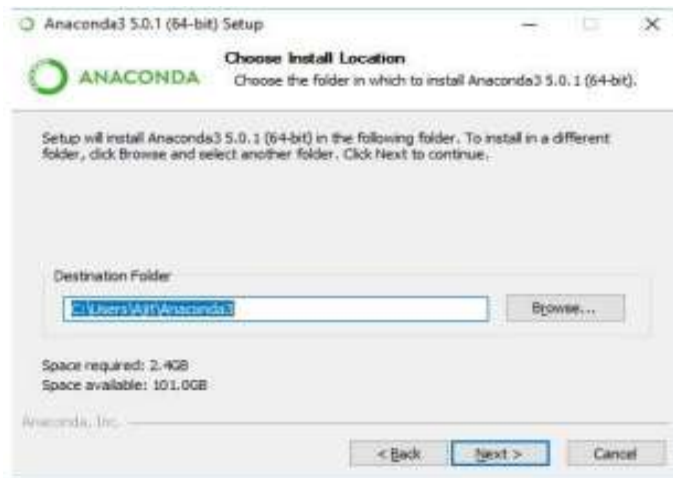 Anaconda3 5.0.1 (64-bit) Setup
Choose Install Location
ANACONDA
Choose the folder in which to install Anaconda3 5.0.1 (64-bit).
Setup will install Anaconda3 5.0.1 (64-bit) in the following folder. To install in a different
folder, click Browse and select another folder. Click Next to continue.
Destination Folder
C:\Users\Ajit\Anaconda3
Browse...
Space required: 2.4GB
Space available: 101.0GB
Anaconda, Inc.
< Back
Next >
Cancel